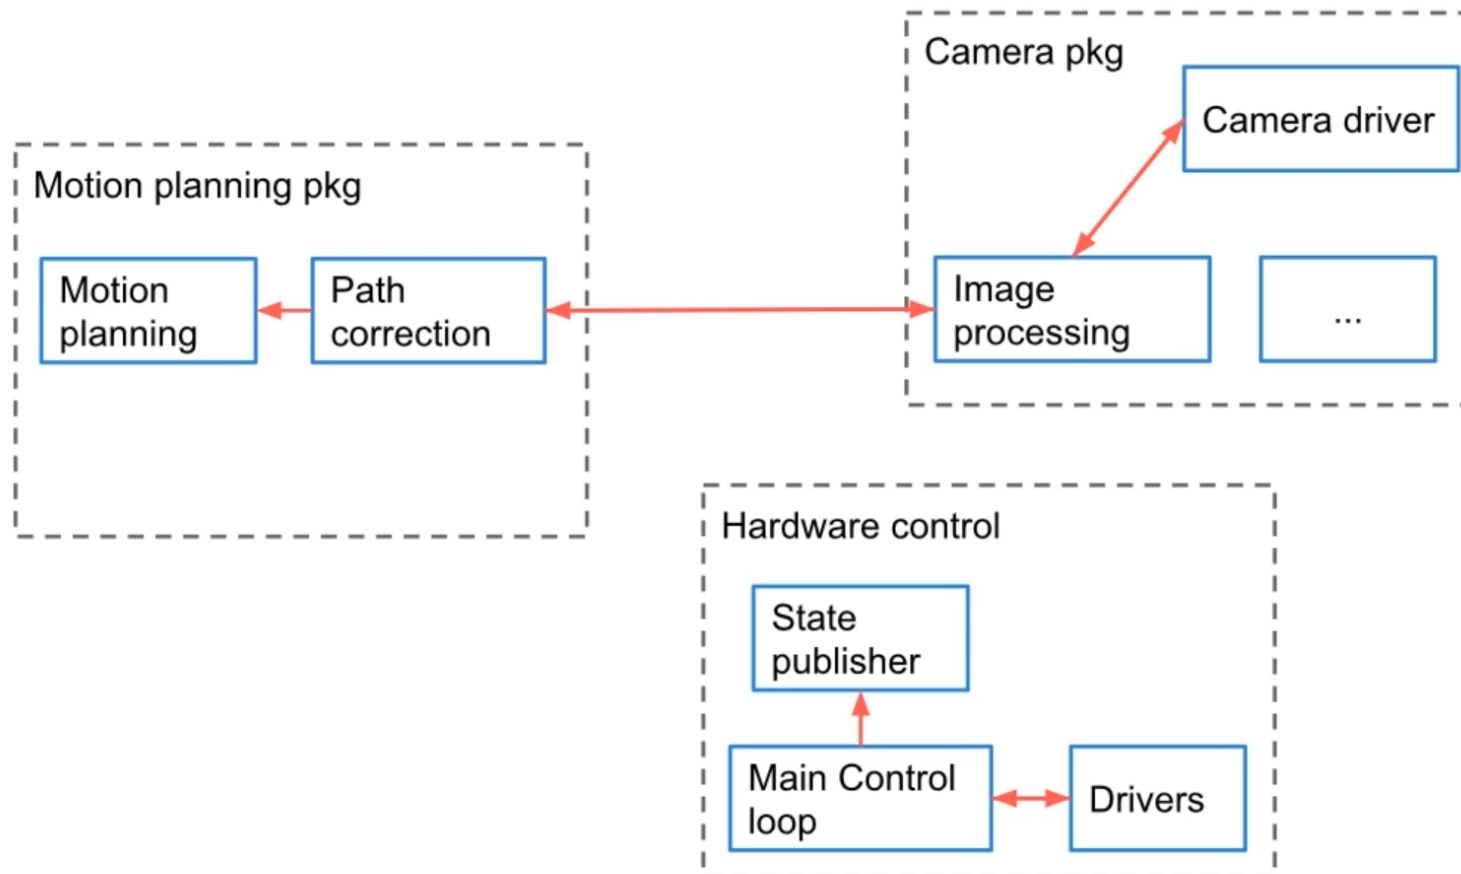 Camera pkg
Camera driver
Motion planning pkg
Motion
planning
Path
correction
Image
processing
...
Hardware control
State
publisher
Main Control
loop
Drivers